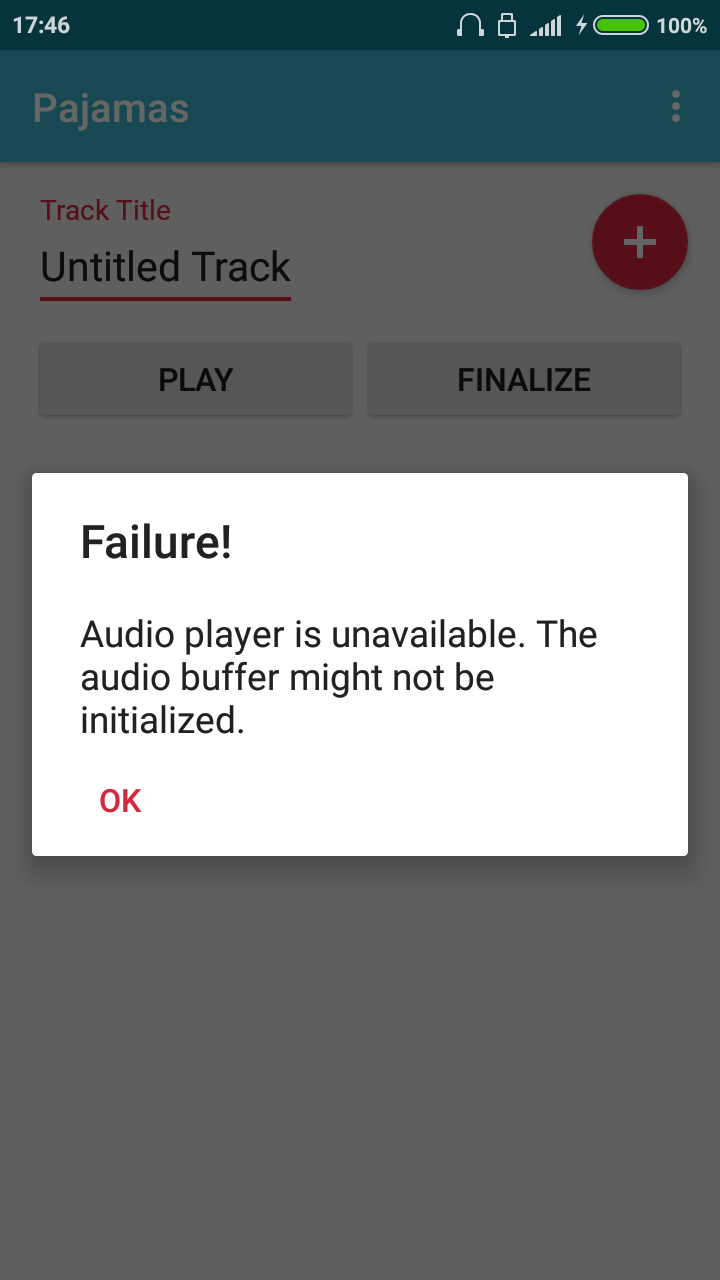 17:46 100%
Pajamas
Track Title
Untitled Track
PLAY FINALIZE
Failure!
Audio player is unavailable. The
audio buffer might not be
initialized.
OK